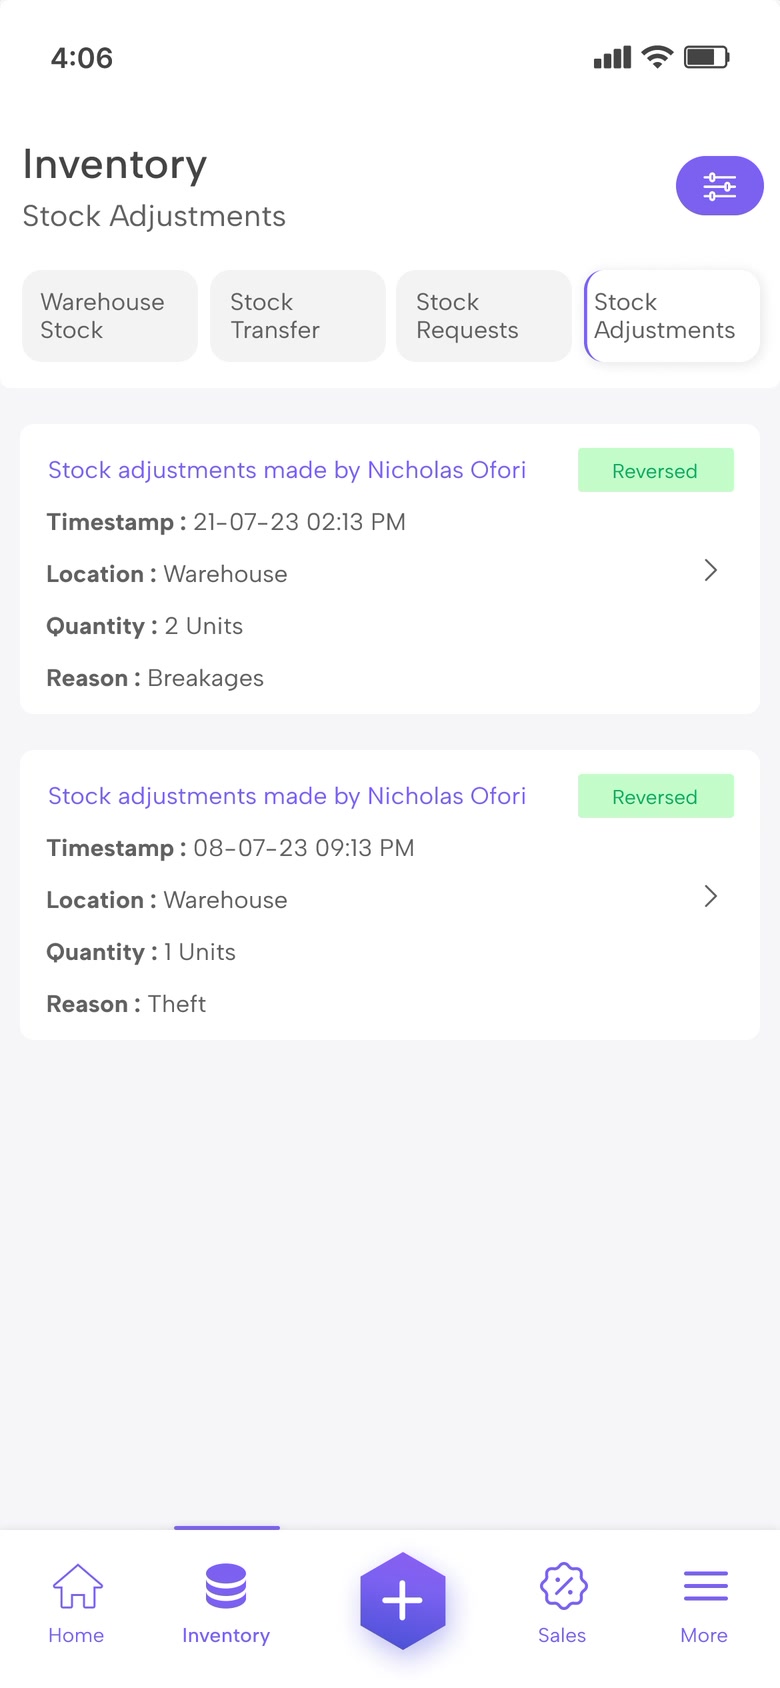 4:06
Inventory
Stock Adjustments
Warehouse
Stock
Stock
Transfer
Stock
Requests
Stock
Adjustments
Stock adjustments made by Nicholas Ofori
Reversed
Timestamp : 21-07-23 02:13 PM
Location : Warehouse
Quantity : 2 Units
Reason : Breakages
Stock adjustments made by Nicholas Ofori
Reversed
Timestamp : 08-07-23 09:13 PM
Location : Warehouse
Quantity : 1 Units
Reason : Theft
Home
Inventory
Sales
More